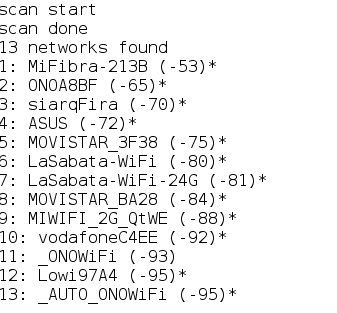 scan start
scan done
13 networks found
1: MiFibra-213B (-53)*
2: ONOA8BF (-65)*
3: siarqFira (-70)*
4: ASUS (-72)*
5: MOVISTAR_3F38 (-75)*
6: LaSabata-WiFi (-80)*
7: LaSabata-WiFi-24G (-81)*
8: MOVISTAR_BA28 (-84)*
9: MIWIFI_2G_QtWE (-88)*
10: vodafoneC4EE (-92)*
11: _ONOWiFi (-93)
12: Lowi97A4 (-95)*
13: _AUTO_ONOWiFi (-95)*